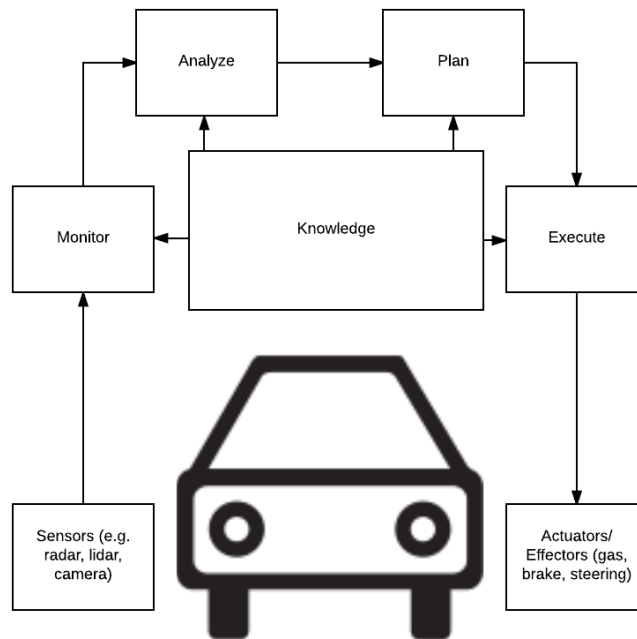 Analyze
Plan
Monitor
Knowledge
Execute
Sensors (e.g.
radar, lidar,
camera)
Actuators/
Effectors (gas,
brake, steering)